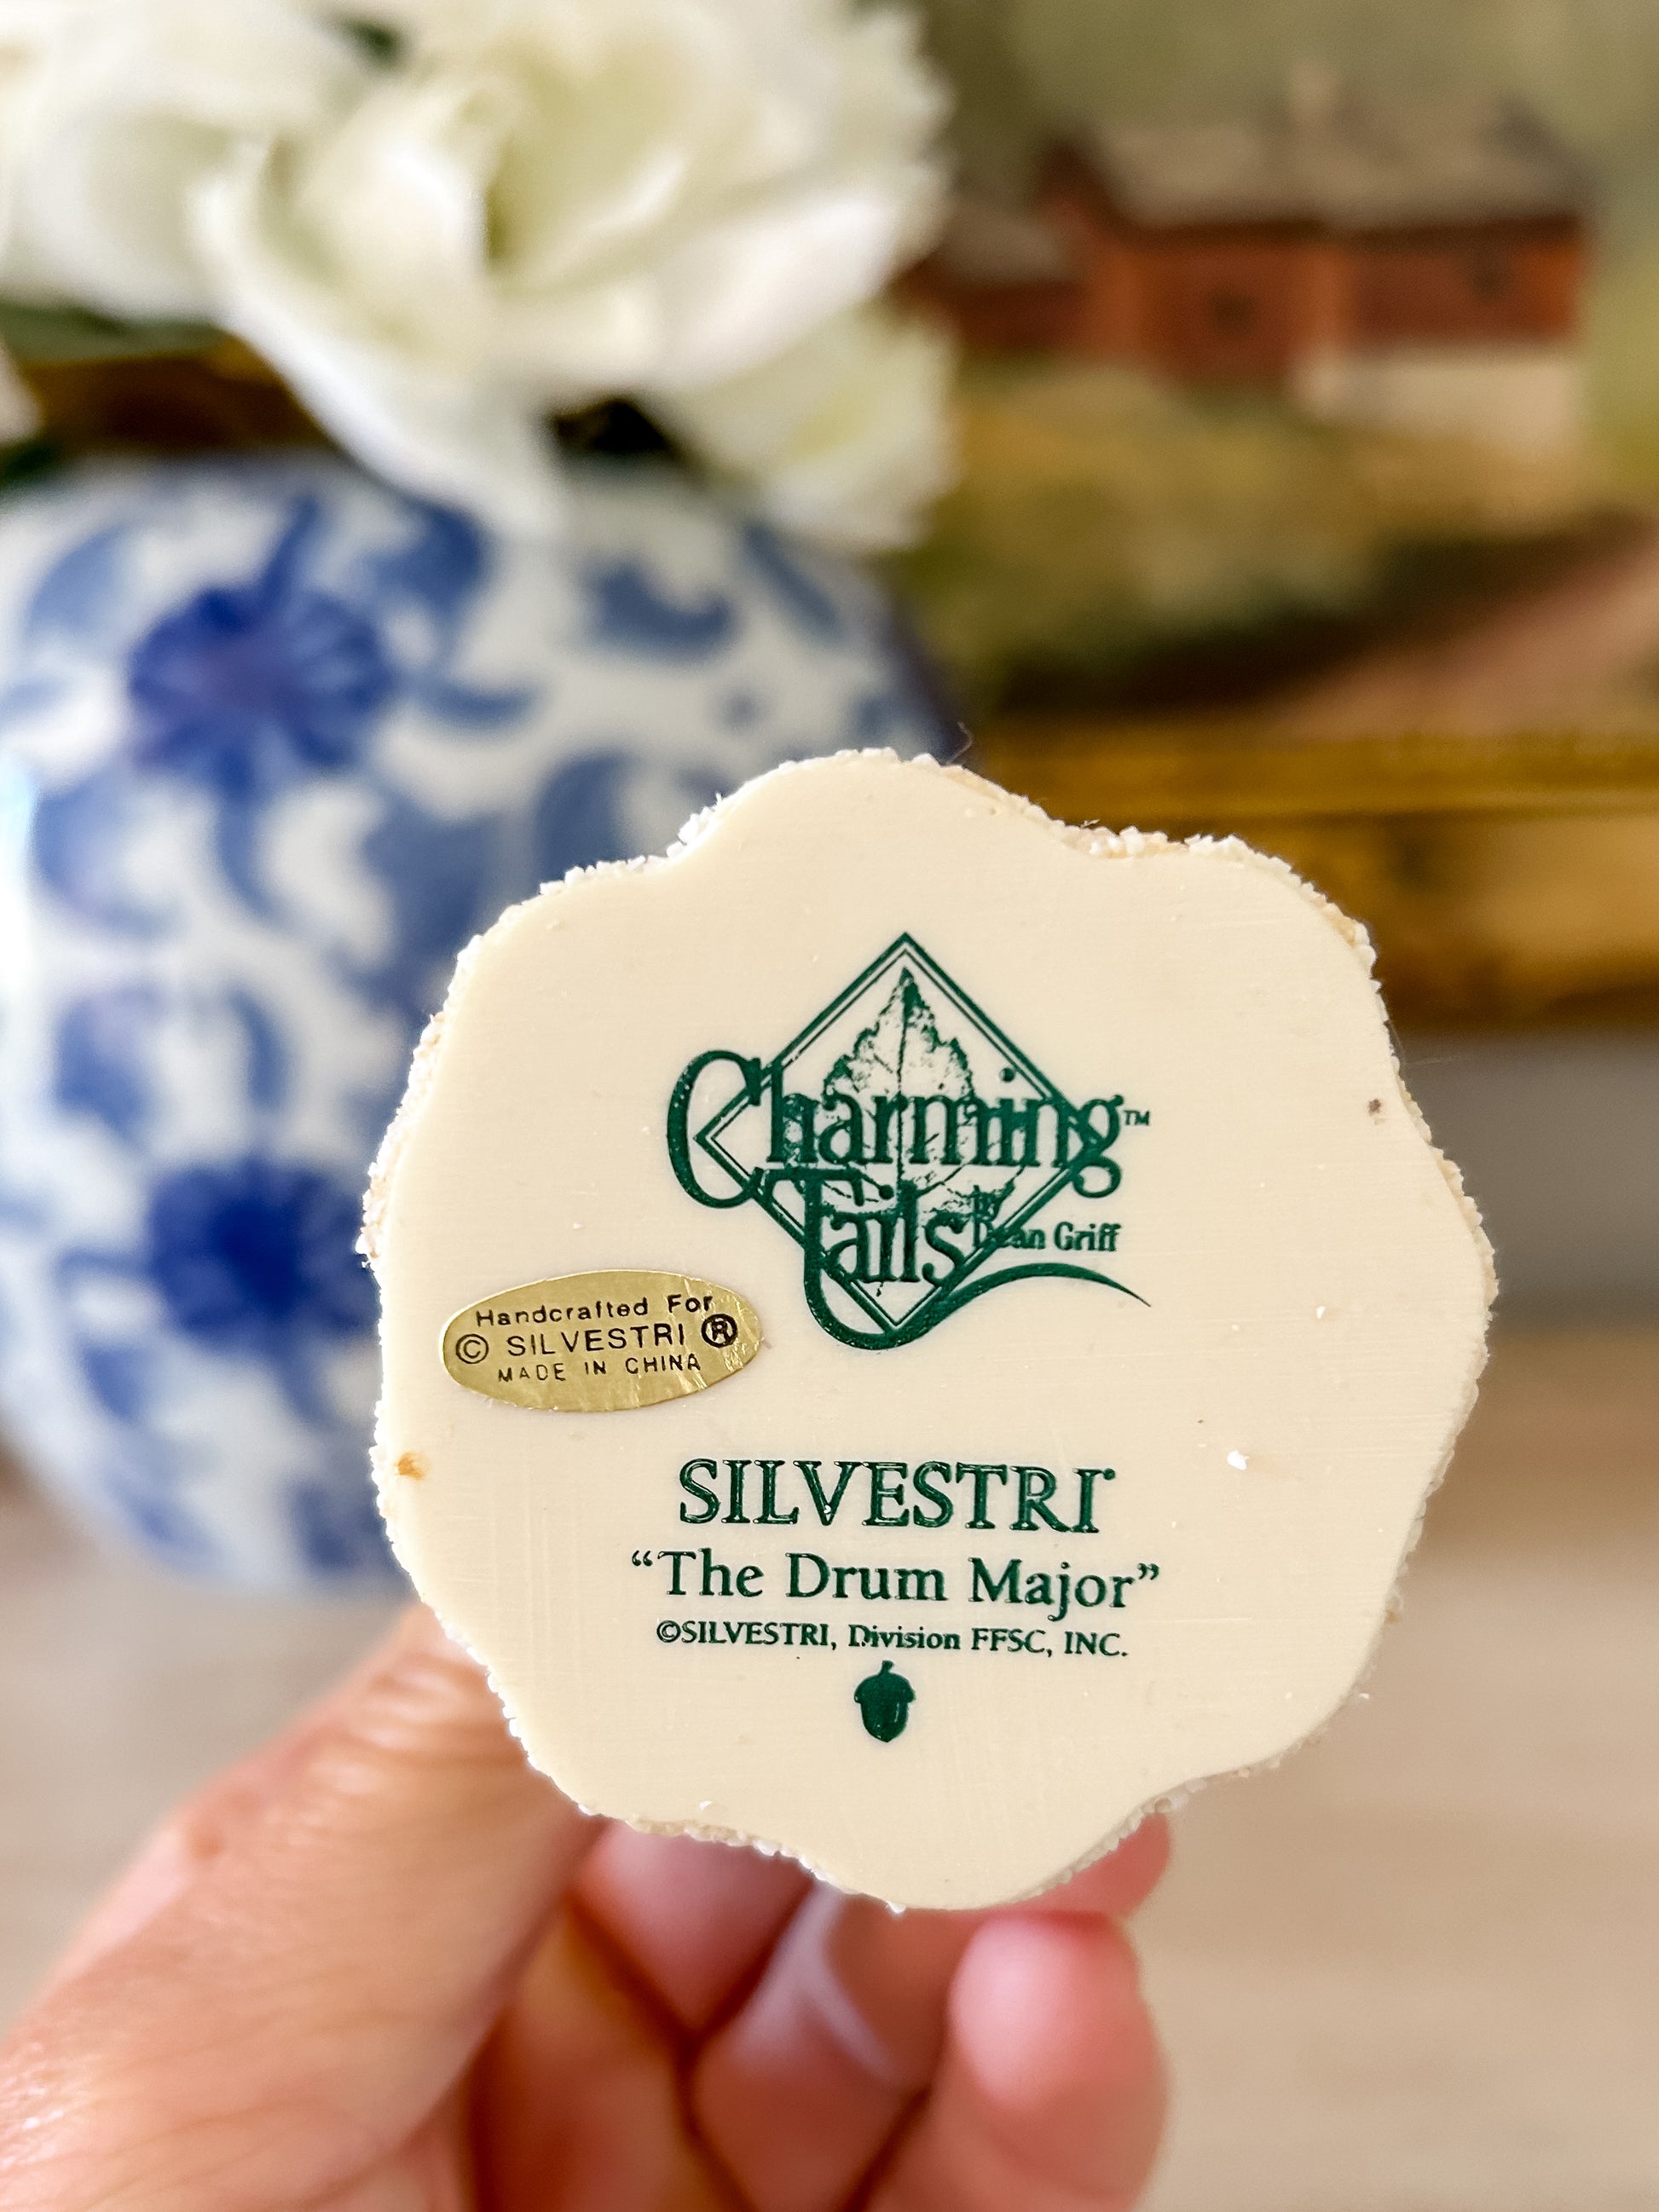 Charming™
Tails
by
Dean Griff
Handcrafted For
© SILVESTRI ®
MADE IN CHINA
SILVESTRI®
“The Drum Major”
©SILVESTRI, Division FFSC, INC.